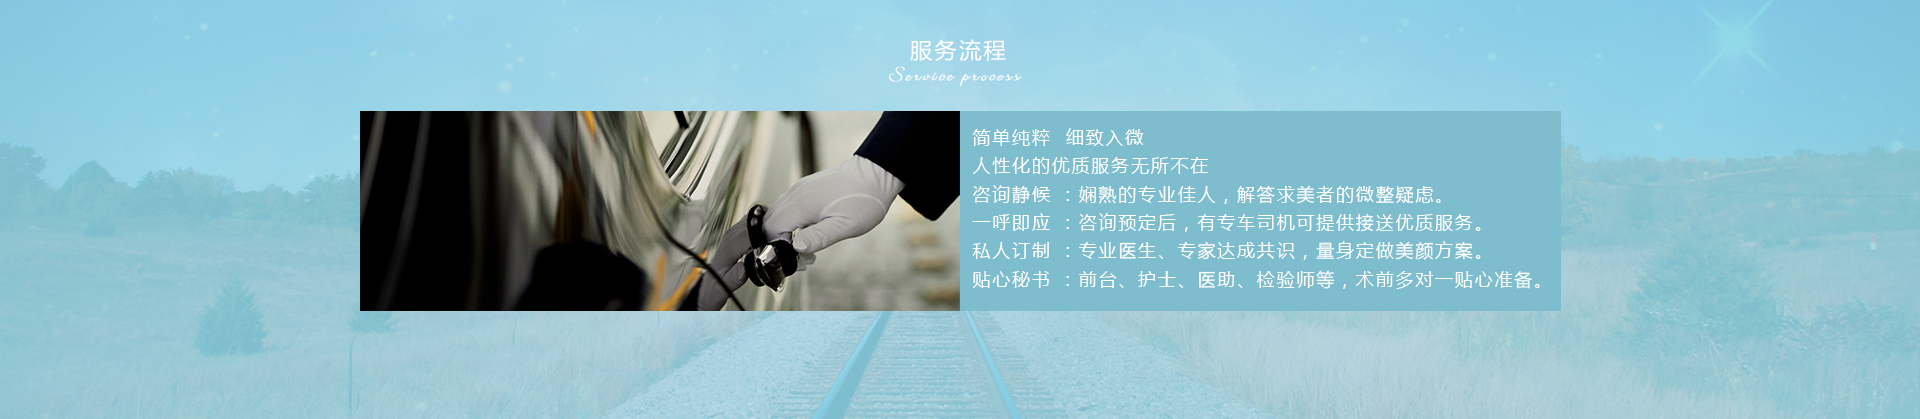 服务流程
Service process
简单纯粹 细致入微
人性化的优质服务无所不在
咨询静候 ：娴熟的专业佳人，解答求美者的微整疑虑。
一呼即应 ：咨询预定后，有专车司机可提供接送优质服务。
私人订制 ：专业医生、专家达成共识，量身定做美颜方案。
贴心秘书 ：前台、护士、医助、检验师等，术前多对一贴心准备。